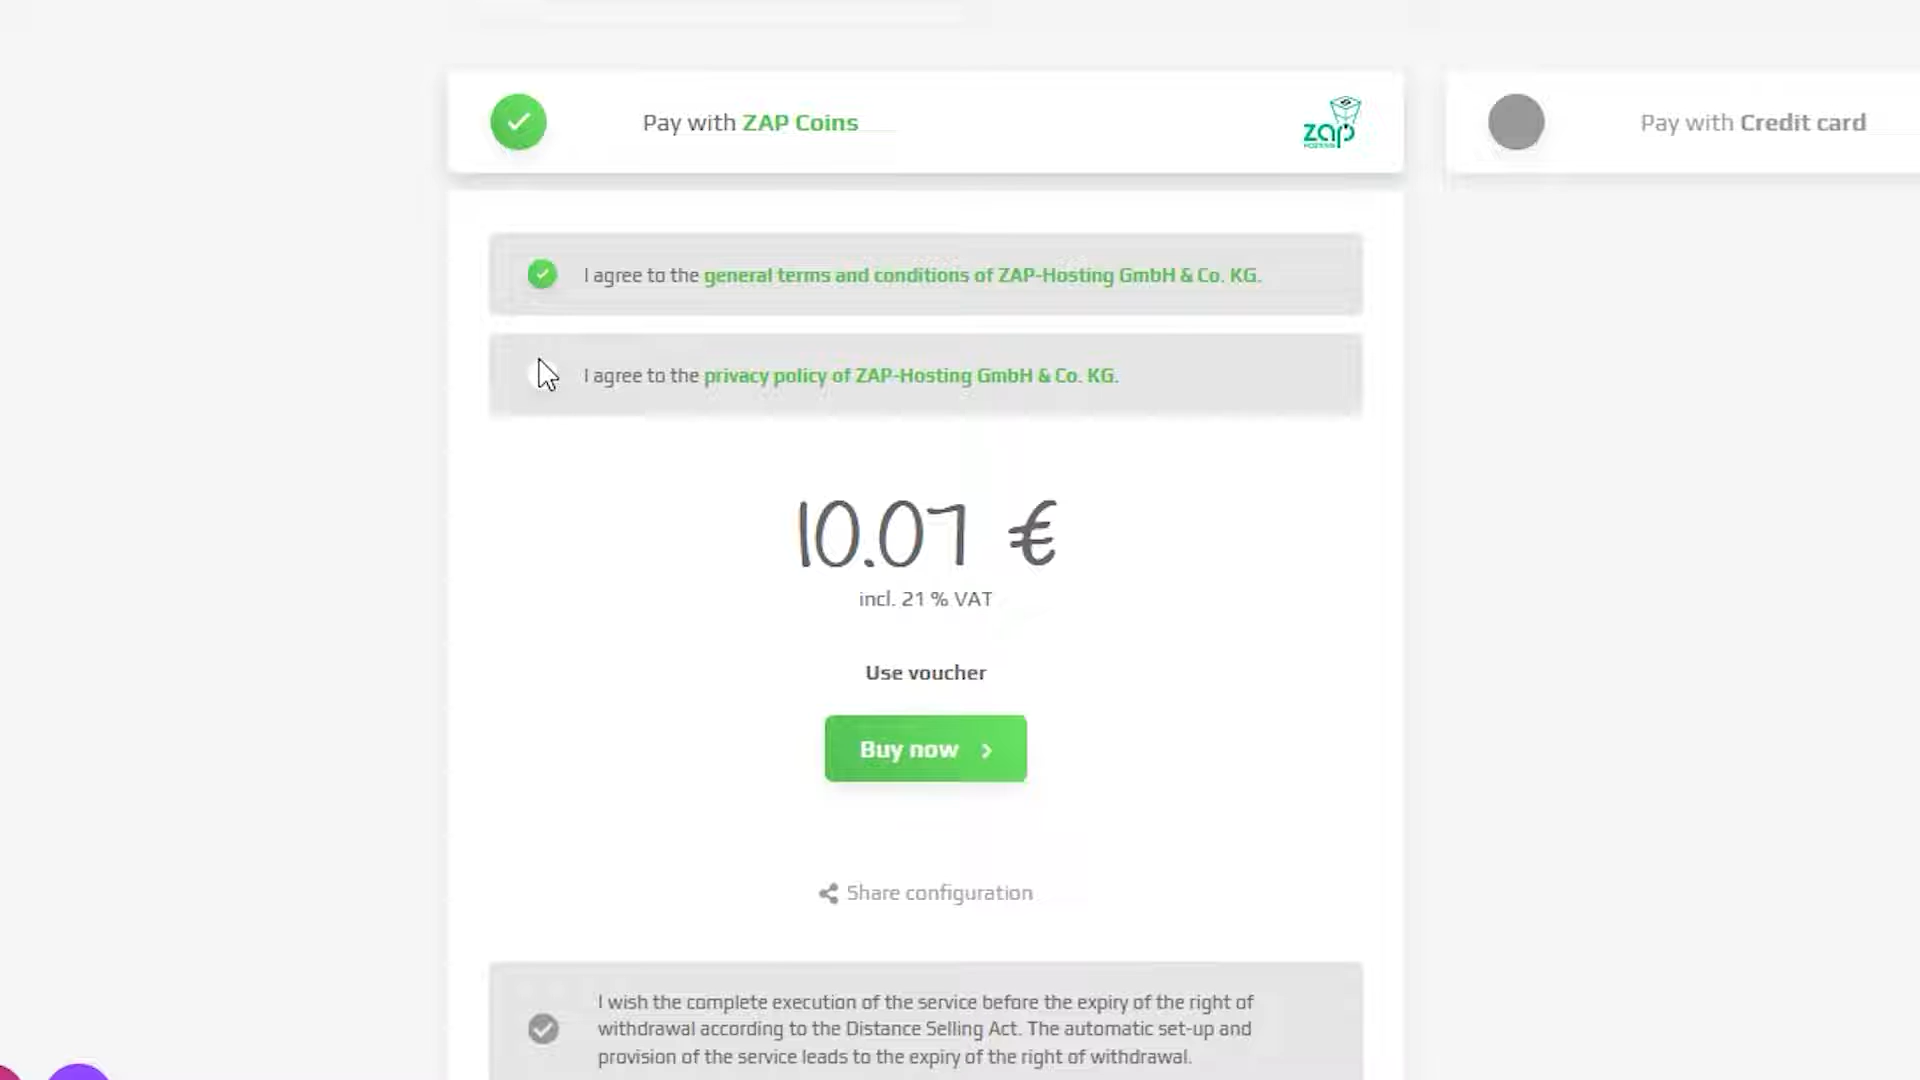 Pay with ZAP Coins
zap
HOSTING
Pay with Credit card
I agree to the general terms and conditions of ZAP-Hosting GmbH & Co. KG.
I agree to the privacy policy of ZAP-Hosting GmbH & Co. KG.
10.07 €
incl. 21 % VAT
Use voucher
Buy now
Share configuration
I wish the complete execution of the service before the expiry of the right of
withdrawal according to the Distance Selling Act. The automatic set-up and
provision of the service leads to the expiry of the right of withdrawal.